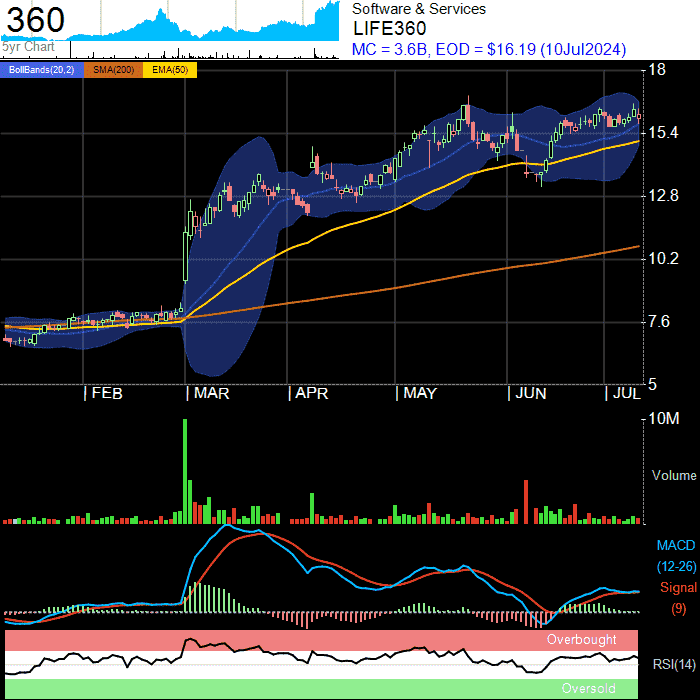 360
5yr Chart
Software & Services
LIFE360
MC = 3.6B, EOD = $16.19 (10Jul2024)
BollBands(20,2) SMA(200) EMA(50)
18
15.4
12.8
10.2
7.6
5
FEB MAR APR MAY JUN JUL
10M
Volume
MACD
(12-26)
Signal
(9)
Overbought
RSI(14)
Oversold